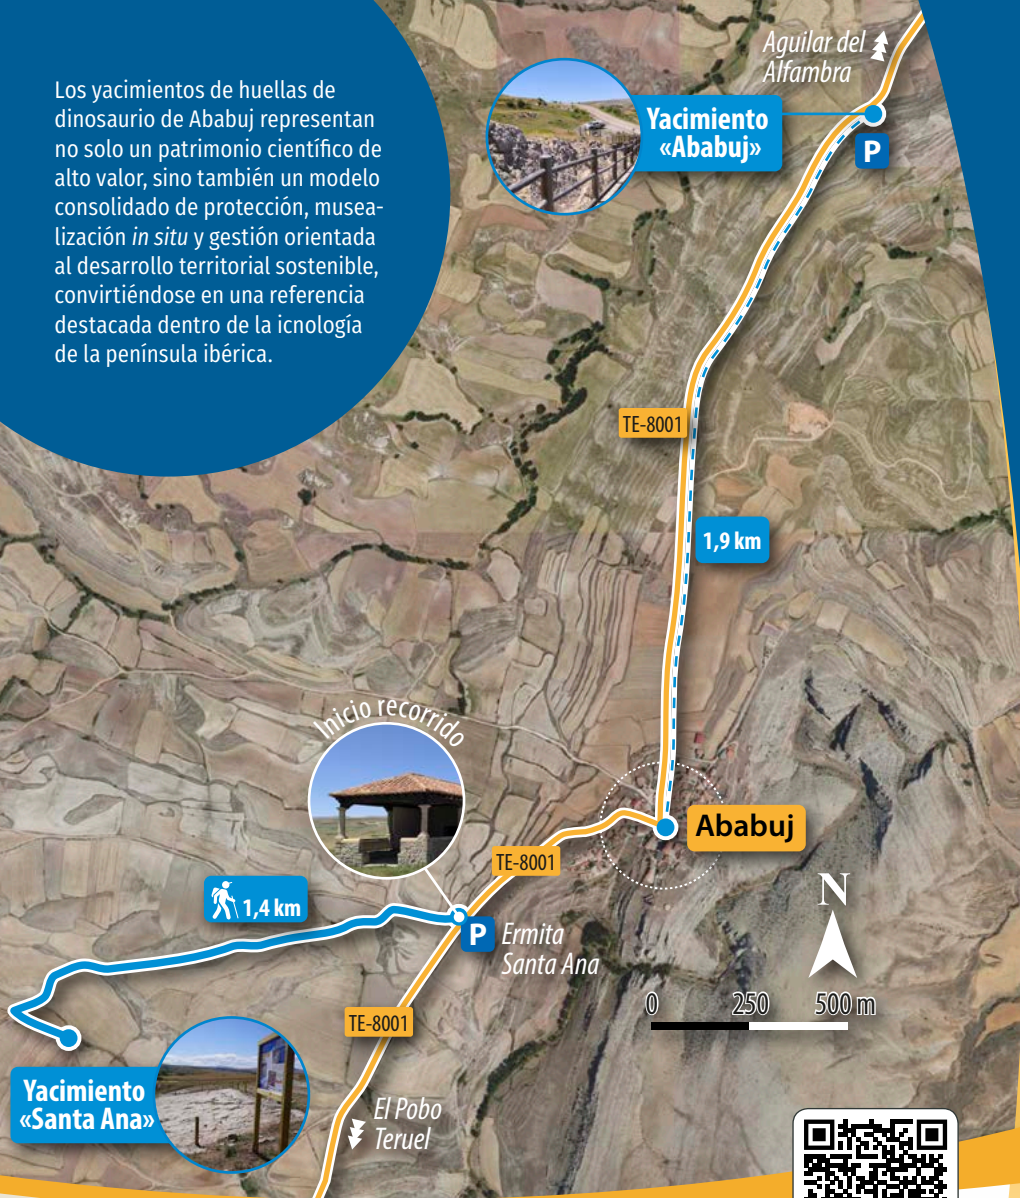 Los yacimientos de huellas de
dinosaurio de Ababuj representan
no solo un patrimonio científico de
alto valor, sino también un modelo
consolidado de protección, musea-
lización in situ y gestión orientada
al desarrollo territorial sostenible,
convirtiéndose en una referencia
destacada dentro de la icnología
de la península ibérica.
Aguilar del
Alfambra
Yacimiento
«Ababuj»
P
TE-8001
1,9 km
Inicio recorrido
Ababuj
TE-8001
1,4 km
P
Ermita
Santa Ana
N
0 250 500 m
TE-8001
Yacimiento
«Santa Ana»
El Pobo
Teruel